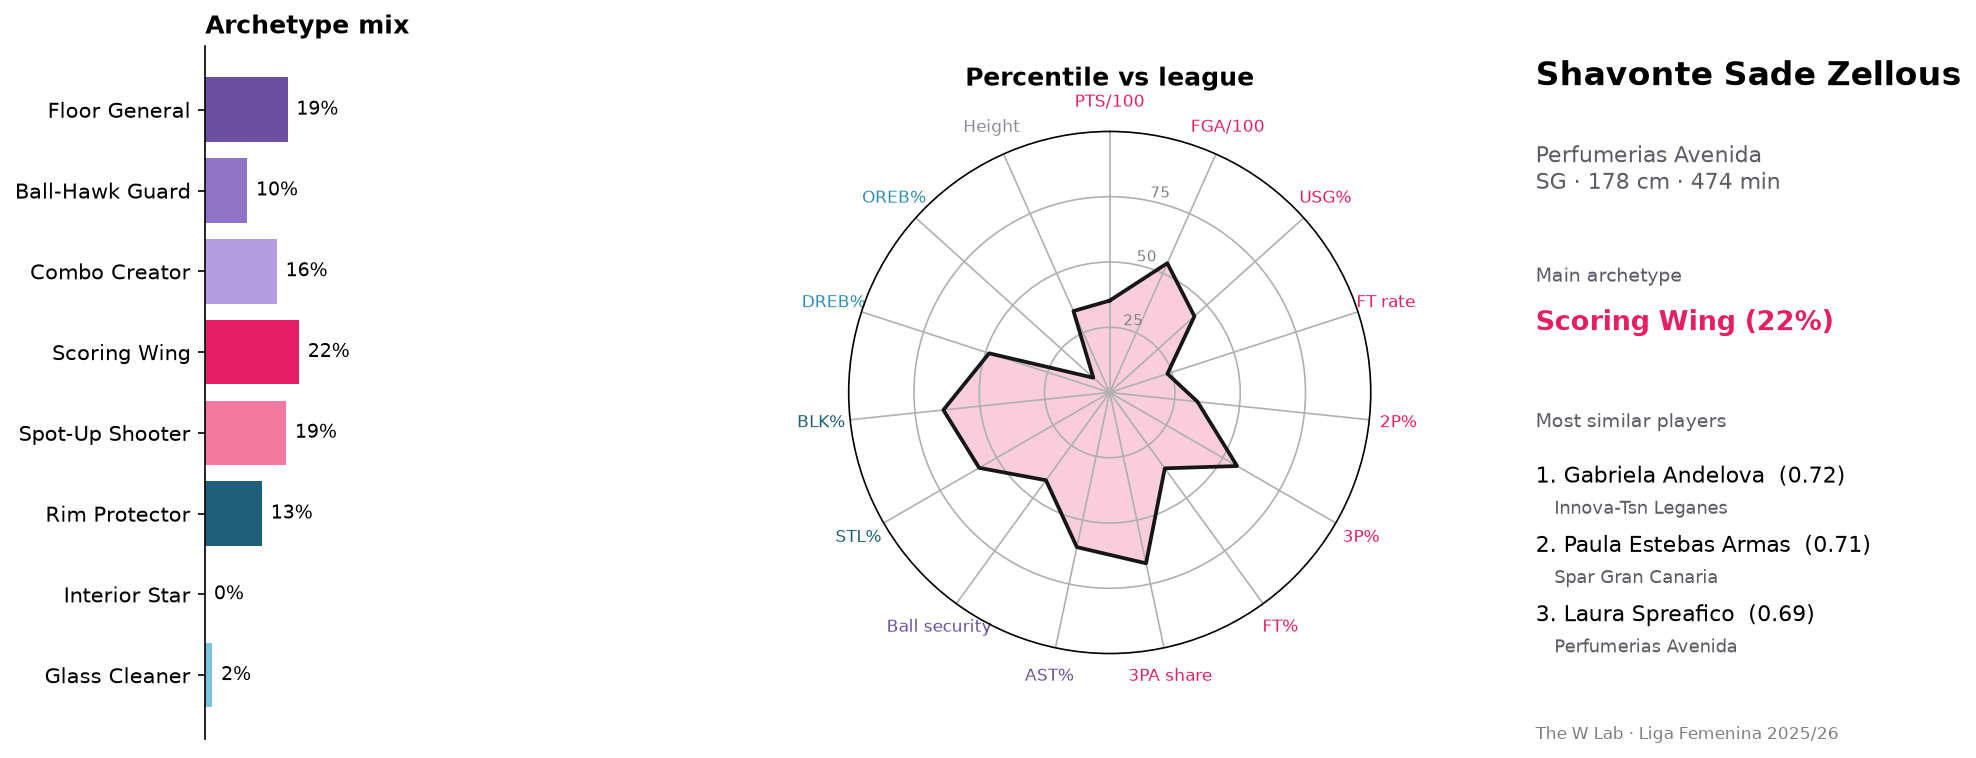 Archetype mix
Floor General
19%
Ball-Hawk Guard
10%
Combo Creator
16%
Scoring Wing
22%
Spot-Up Shooter
19%
Rim Protector
13%
Interior Star
0%
Glass Cleaner
2%
Percentile vs league
PTS/100
FGA/100
USG%
FT rate
2P%
3P%
FT%
3PA share
AST%
Ball security
STL%
BLK%
DREB%
OREB%
Height
75
50
25
Shavonte Sade Zellous
Perfumerias Avenida
SG · 178 cm · 474 min
Main archetype
Scoring Wing (22%)
Most similar players
1. Gabriela Andelova (0.72)
Innova-Tsn Leganes
2. Paula Estebas Armas (0.71)
Spar Gran Canaria
3. Laura Spreafico (0.69)
Perfumerias Avenida
The W Lab · Liga Femenina 2025/26